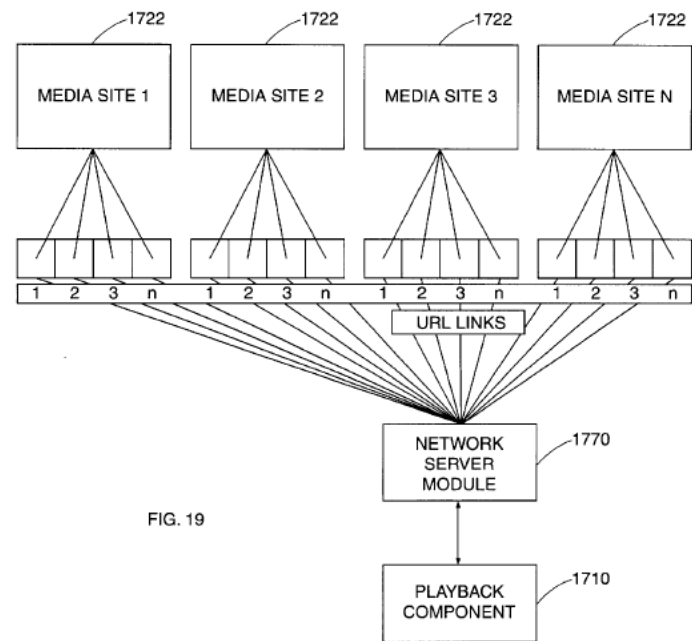 1722 1722 1722 1722
MEDIA SITE 1 MEDIA SITE 2 MEDIA SITE 3 MEDIA SITE N
1 2 3 n 1 2 3 n 1 2 3 n 1 2 3 n
URL LINKS
NETWORK
SERVER
MODULE
1770
FIG. 19
PLAYBACK
COMPONENT
1710